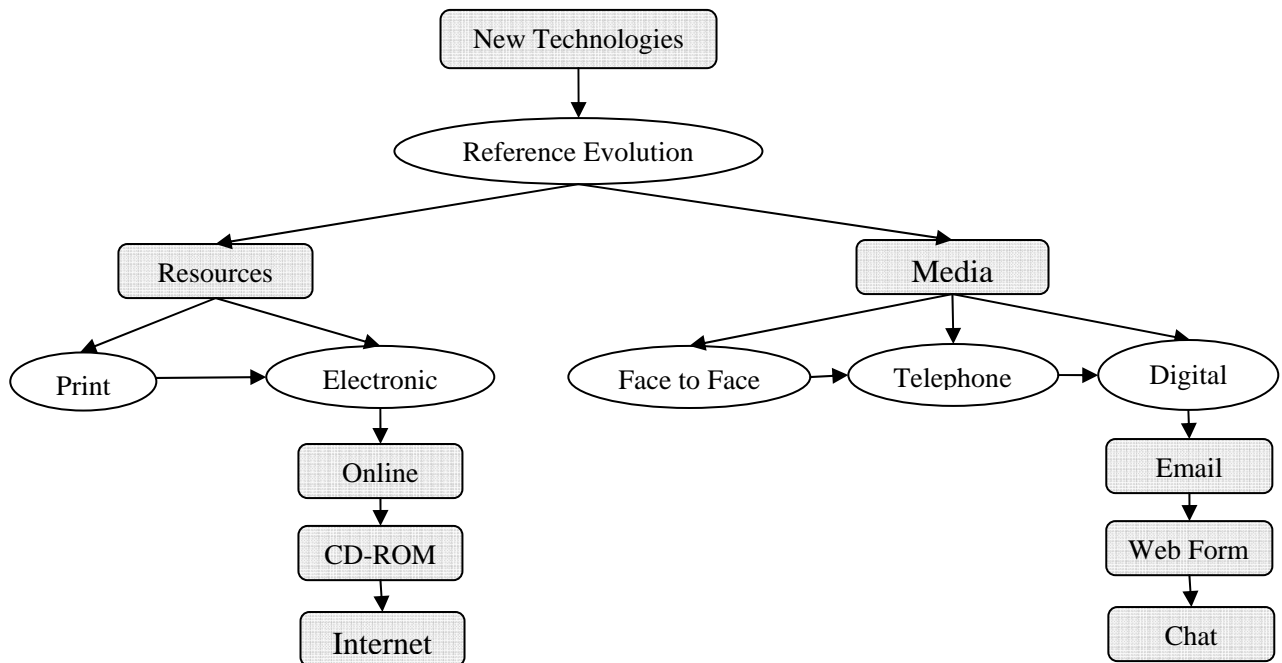 New Technologies
Reference Evolution
Resources
Media
Print
Electronic
Face to Face
Telephone
Digital
Online
Email
CD-ROM
Web Form
Internet
Chat